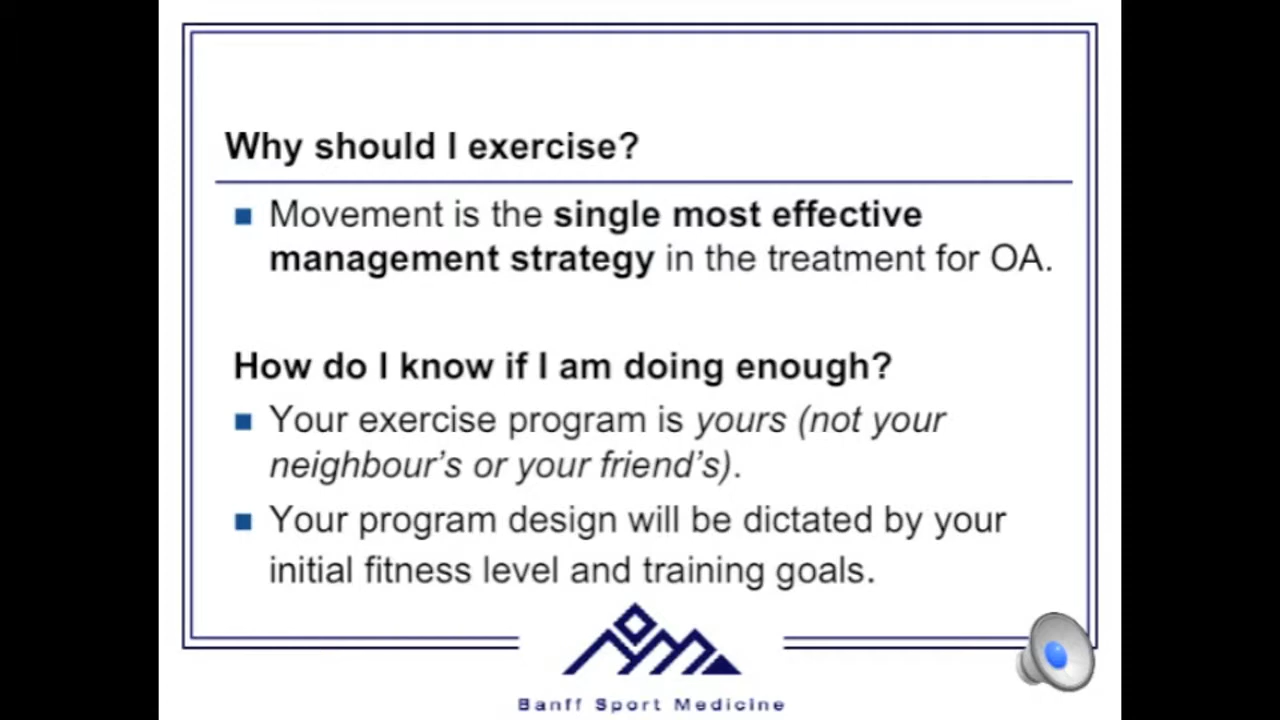 Why should I exercise?
Movement is the single most effective
management strategy in the treatment for OA.
How do I know if I am doing enough?
Your exercise program is yours (not your
neighbour's or your friend's).
Your program design will be dictated by your
initial fitness level and training goals.
Banff Sport Medicine